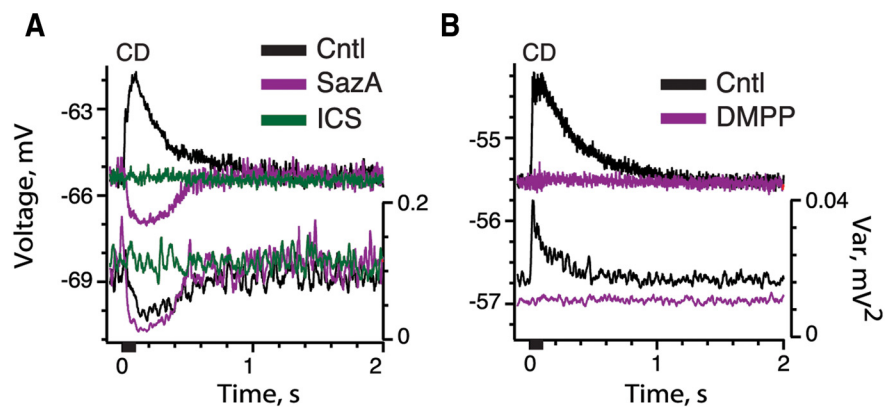 A
CD
Cntl
SazA
ICS
Voltage, mV
-63
-66
-69
0.2
0
0
1
2
Time, s
B
CD
Cntl
DMPP
-55
-56
-57
0.04
0
Var, mV2
0
1
2
Time, s